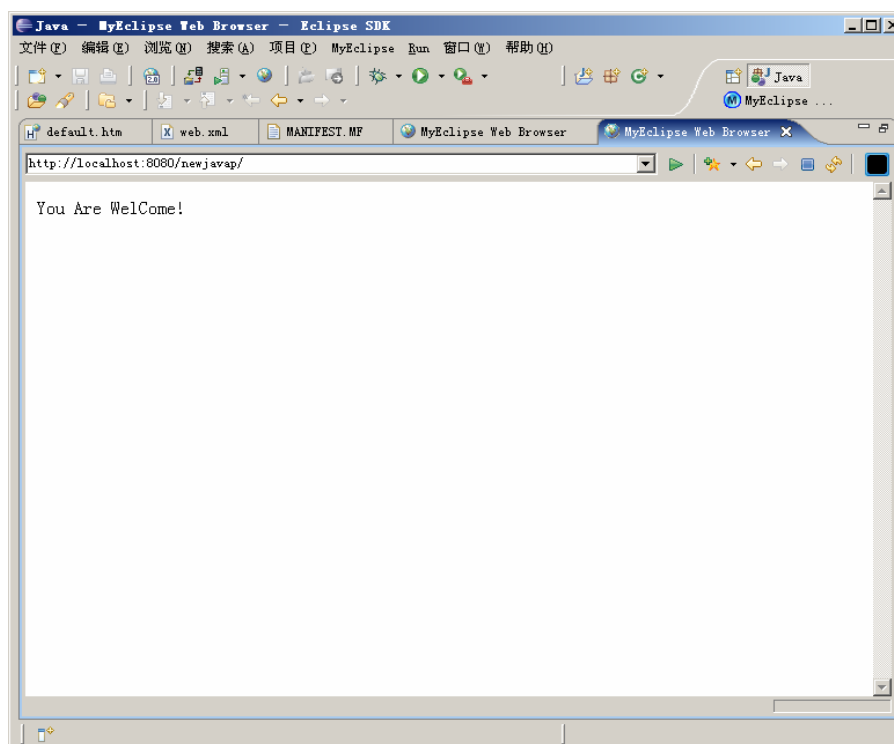 Java - MyEclipse Web Browser - Eclipse SDK
文件(F) 编辑(E) 浏览(N) 搜索(A) 项目(P) MyEclipse Run 窗口(W) 帮助(H)
2.0 Java
MyEclipse ...
default.htm web.xml MANIFEST.MF MyEclipse Web Browser MyEclipse Web Browser
http://localhost:8080/newjavap/
You Are WelCome!